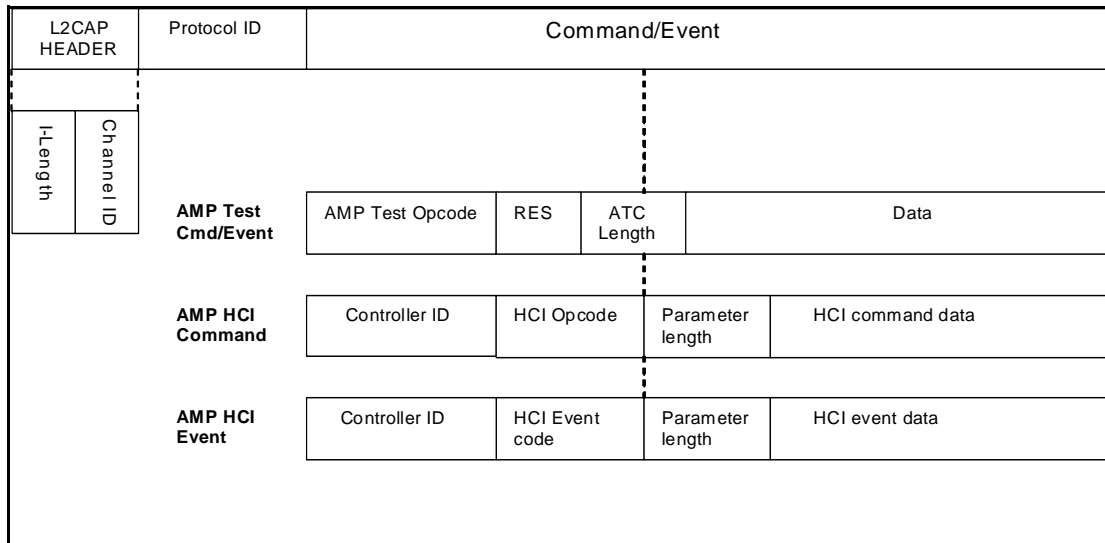 L2CAP
HEADER
Protocol ID
Command/Event
I-Length
Channel ID
AMP Test
Cmd/Event
AMP Test Opcode
RES
ATC
Length
Data
AMP HCI
Command
Controller ID
HCI Opcode
Parameter
length
HCI command data
AMP HCI
Event
Controller ID
HCI Event
code
Parameter
length
HCI event data